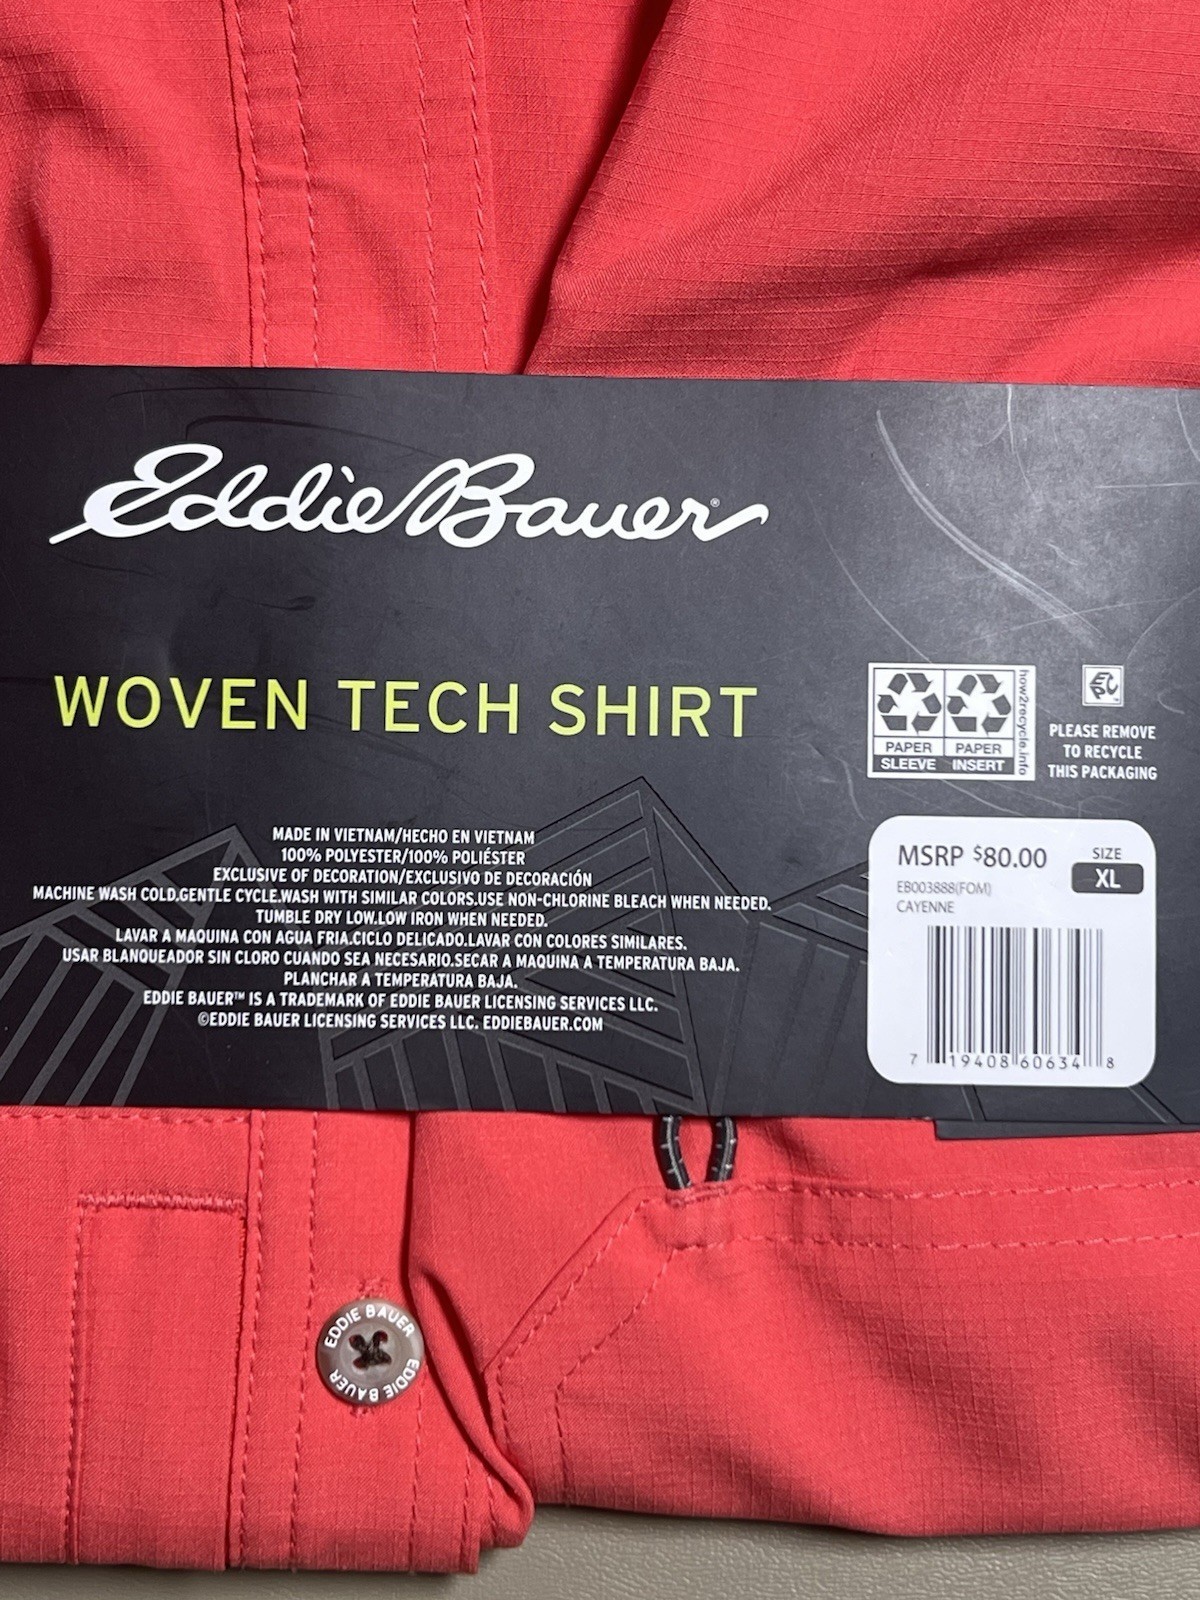 Eddie Bauer®
WOVEN TECH SHIRT
MADE IN VIETNAM/HECHO EN VIETNAM
100% POLYESTER/100% POLIÉSTER
EXCLUSIVE OF DECORATION/EXCLUSIVO DE DECORACIÓN
MACHINE WASH COLD.GENTLE CYCLE.WASH WITH SIMILAR COLORS.USE NON-CHLORINE BLEACH WHEN NEEDED.
TUMBLE DRY LOW.LOW IRON WHEN NEEDED.
LAVAR A MAQUINA CON AGUA FRIA.CICLO DELICADO.LAVAR CON COLORES SIMILARES.
USAR BLANQUEADOR SIN CLORO CUANDO SEA NECESARIO.SECAR A MAQUINA A TEMPERATURA BAJA.
PLANCHAR A TEMPERATURA BAJA.
EDDIE BAUER™ IS A TRADEMARK OF EDDIE BAUER LICENSING SERVICES LLC.
©EDDIE BAUER LICENSING SERVICES LLC. EDDIEBAUER.COM
PAPER PAPER
SLEEVE INSERT
how2recycle.info
PLEASE REMOVE
TO RECYCLE
THIS PACKAGING
MSRP $80.00
SIZE
XL
EB003888(FOM)
CAYENNE
7 19408 60634 8
EDDIE BAUER EDDIE BAUER